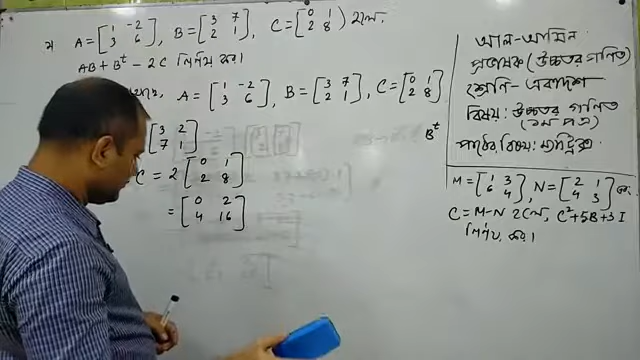 A = [1 -2
3 6], B = [3 7
2 1], C = [0 1
2 8] হলে,
AB + Bᵗ - 2C নির্ণয় কর।
A = [1 -2
3 6], B = [3 7
2 1], C = [0 1
2 8]
[3 2
7 1]
Bᵗ
C = 2 [0 1
2 8]
= [0 2
4 16]
আল-আমিন
প্রভাষক (উচ্চতর গণিত)
শ্রেণি- একাদশ
বিষয়: উচ্চতর গণিত
(১ম পত্র)
পাঠের বিষয়: ম্যাট্রিক্স
M = [1 3
6 4], N = [2 1
4 3]
C = M-N হলে, C² + 5B + 3I
নির্ণয় কর।